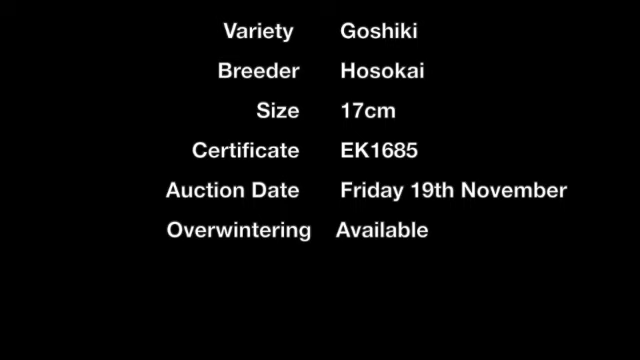 Variety Goshiki
Breeder Hosokai
Size 17cm
Certificate EK1685
Auction Date Friday 19th November
Overwintering Available